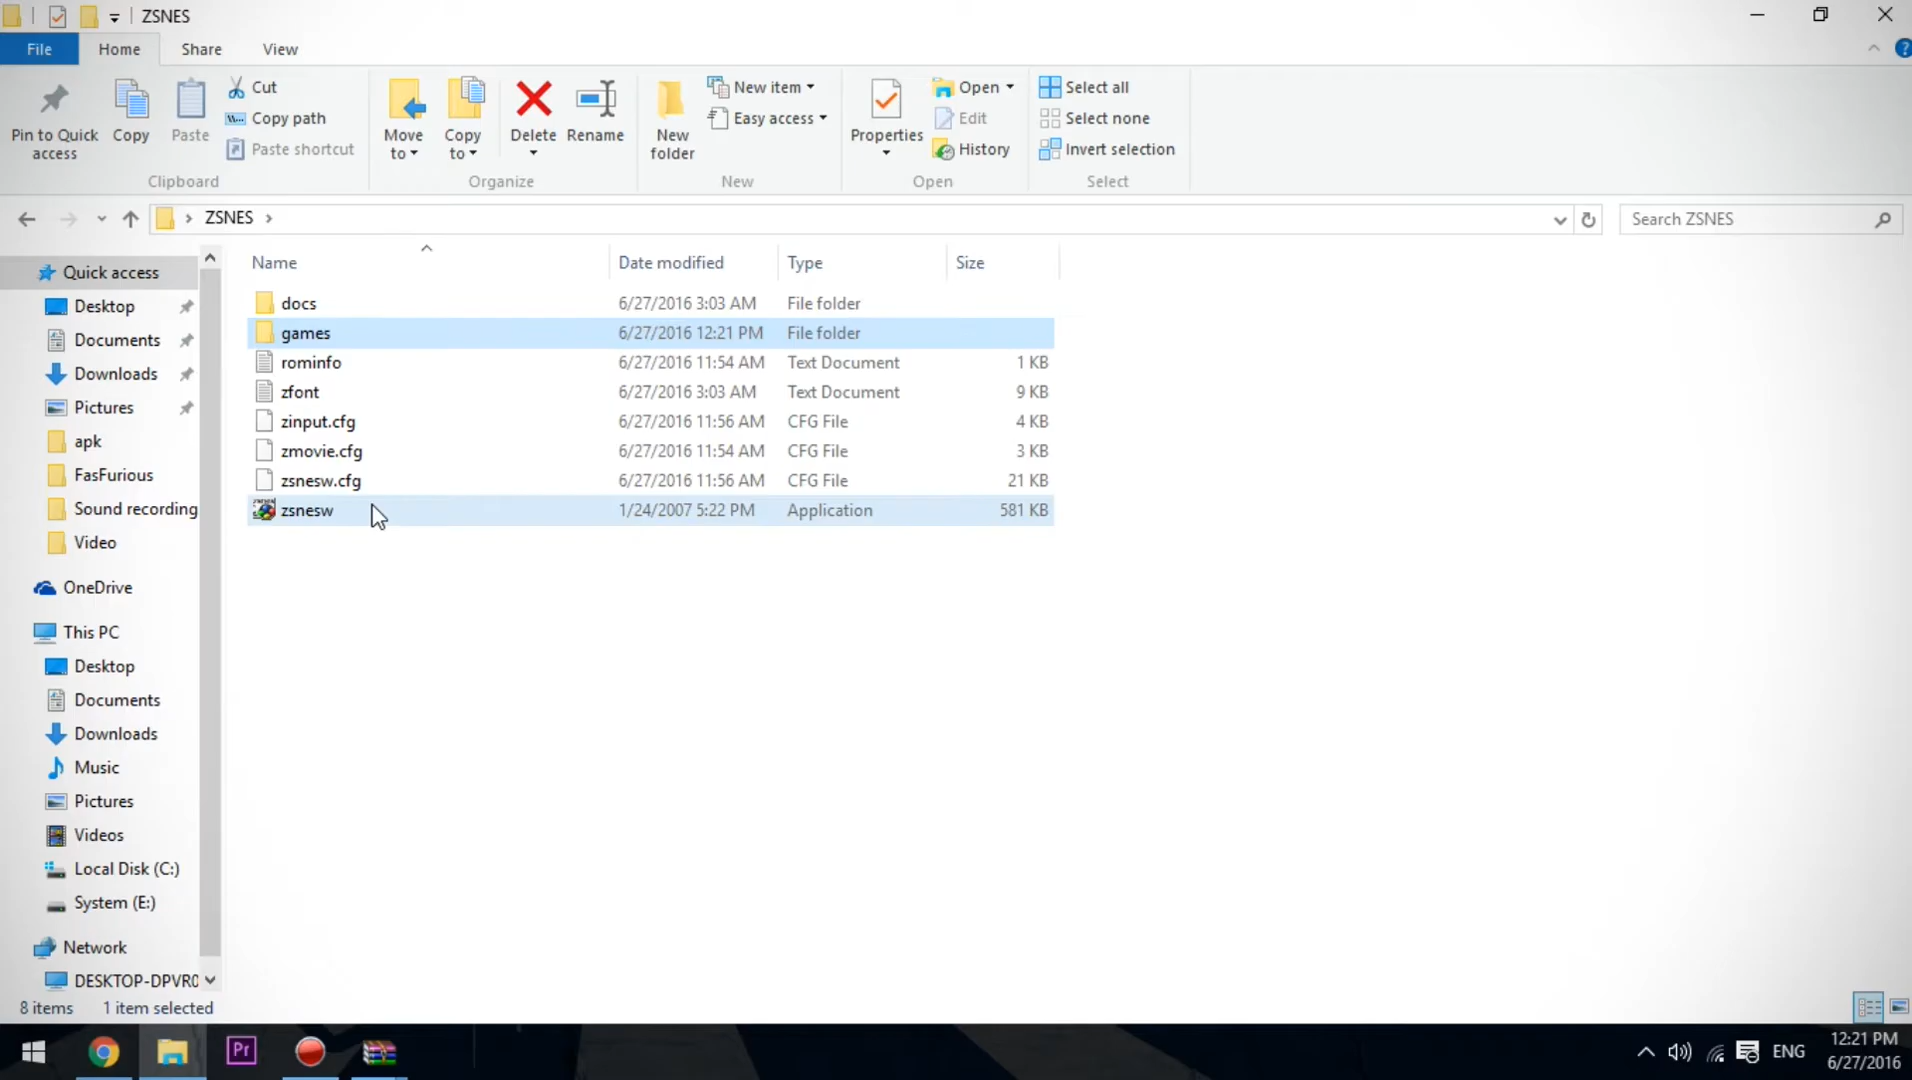 ZSNES
File Home Share View
Pin to Quick access
Copy
Paste
Cut
Copy path
Paste shortcut
Move to
Copy to
Delete
Rename
New folder
New item
Easy access
Properties
Open
Edit
History
Select all
Select none
Invert selection
Clipboard Organize New Open Select
ZSNES
Search ZSNES
Name Date modified Type Size
docs 6/27/2016 3:03 AM File folder
games 6/27/2016 12:21 PM File folder
rominfo 6/27/2016 11:54 AM Text Document 1 KB
zfont 6/27/2016 3:03 AM Text Document 9 KB
zinput.cfg 6/27/2016 11:56 AM CFG File 4 KB
zmovie.cfg 6/27/2016 11:54 AM CFG File 3 KB
zsnesw.cfg 6/27/2016 11:56 AM CFG File 21 KB
zsnesw 1/24/2007 5:22 PM Application 581 KB
Quick access
Desktop
Documents
Downloads
Pictures
apk
FasFurious
Sound recording
Video
OneDrive
This PC
Desktop
Documents
Downloads
Music
Pictures
Videos
Local Disk (C:)
System (E:)
Network
DESKTOP-DPVR0
8 items 1 item selected
Pr
ENG
12:21 PM
6/27/2016